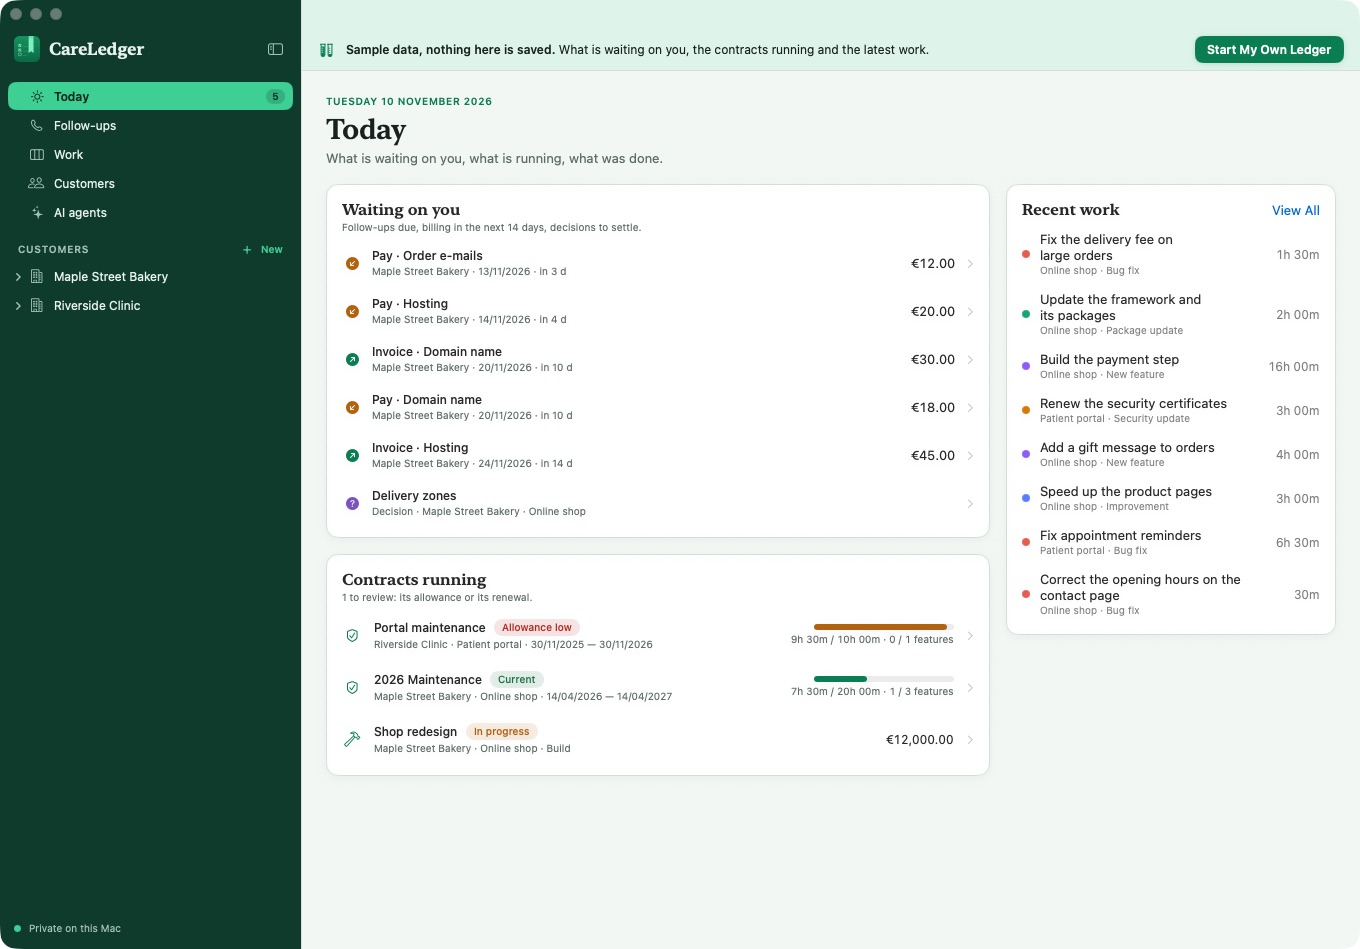 CareLedger
Today
5
Follow-ups
Work
Customers
AI agents
CUSTOMERS
+ New
Maple Street Bakery
Riverside Clinic
Private on this Mac
Sample data, nothing here is saved. What is waiting on you, the contracts running and the latest work.
Start My Own Ledger
TUESDAY 10 NOVEMBER 2026
Today
What is waiting on you, what is running, what was done.
Waiting on you
Follow-ups due, billing in the next 14 days, decisions to settle.
Pay · Order e-mails
Maple Street Bakery · 13/11/2026 · in 3 d
€12.00
Pay · Hosting
Maple Street Bakery · 14/11/2026 · in 4 d
€20.00
Invoice · Domain name
Maple Street Bakery · 20/11/2026 · in 10 d
€30.00
Pay · Domain name
Maple Street Bakery · 20/11/2026 · in 10 d
€18.00
Invoice · Hosting
Maple Street Bakery · 24/11/2026 · in 14 d
€45.00
?
Delivery zones
Decision · Maple Street Bakery · Online shop
Contracts running
1 to review: its allowance or its renewal.
Portal maintenance Allowance low
Riverside Clinic · Patient portal · 30/11/2025 — 30/11/2026
9h 30m / 10h 00m · 0 / 1 features
2026 Maintenance Current
Maple Street Bakery · Online shop · 14/04/2026 — 14/04/2027
7h 30m / 20h 00m · 1 / 3 features
Shop redesign In progress
Maple Street Bakery · Online shop · Build
€12,000.00
Recent work
View All
Fix the delivery fee on
large orders
Online shop · Bug fix
1h 30m
Update the framework and
its packages
Online shop · Package update
2h 00m
Build the payment step
Online shop · New feature
16h 00m
Renew the security certificates
Patient portal · Security update
3h 00m
Add a gift message to orders
Online shop · New feature
4h 00m
Speed up the product pages
Online shop · Improvement
3h 00m
Fix appointment reminders
Patient portal · Bug fix
6h 30m
Correct the opening hours on the
contact page
Online shop · Bug fix
30m